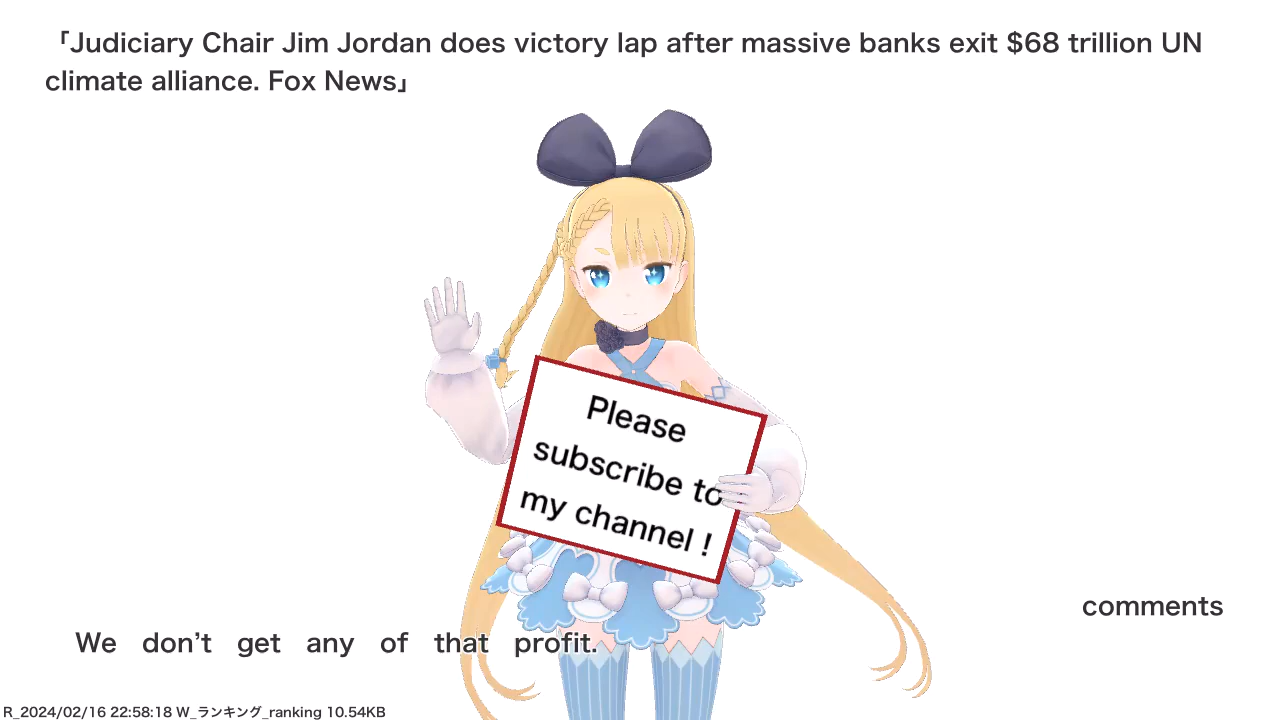 「Judiciary Chair Jim Jordan does victory lap after massive banks exit $68 trillion UN
climate alliance. Fox News」
Please
subscribe to
my channel !
comments
We don’t get any of that profit.
R_2024/02/16 22:58:18 W_ランキング_ranking 10.54KB